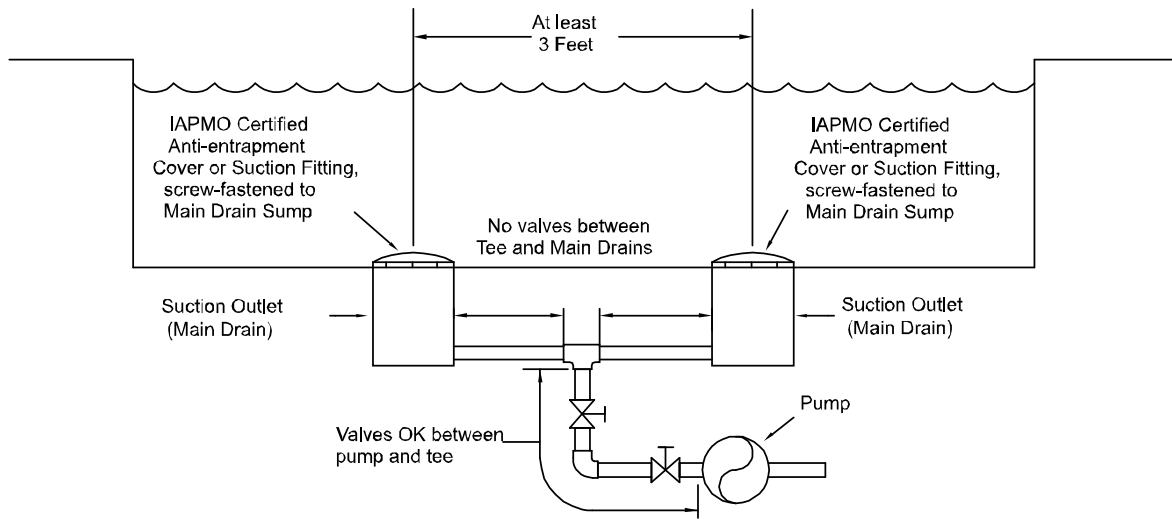 At least
3 Feet
IAPMO Certified
Anti-entrapment
Cover or Suction Fitting,
screw-fastened to
Main Drain Sump
IAPMO Certified
Anti-entrapment
Cover or Suction Fitting,
screw-fastened to
Main Drain Sump
No valves between
Tee and Main Drains
Suction Outlet
(Main Drain)
Suction Outlet
(Main Drain)
Pump
Valves OK between
pump and tee